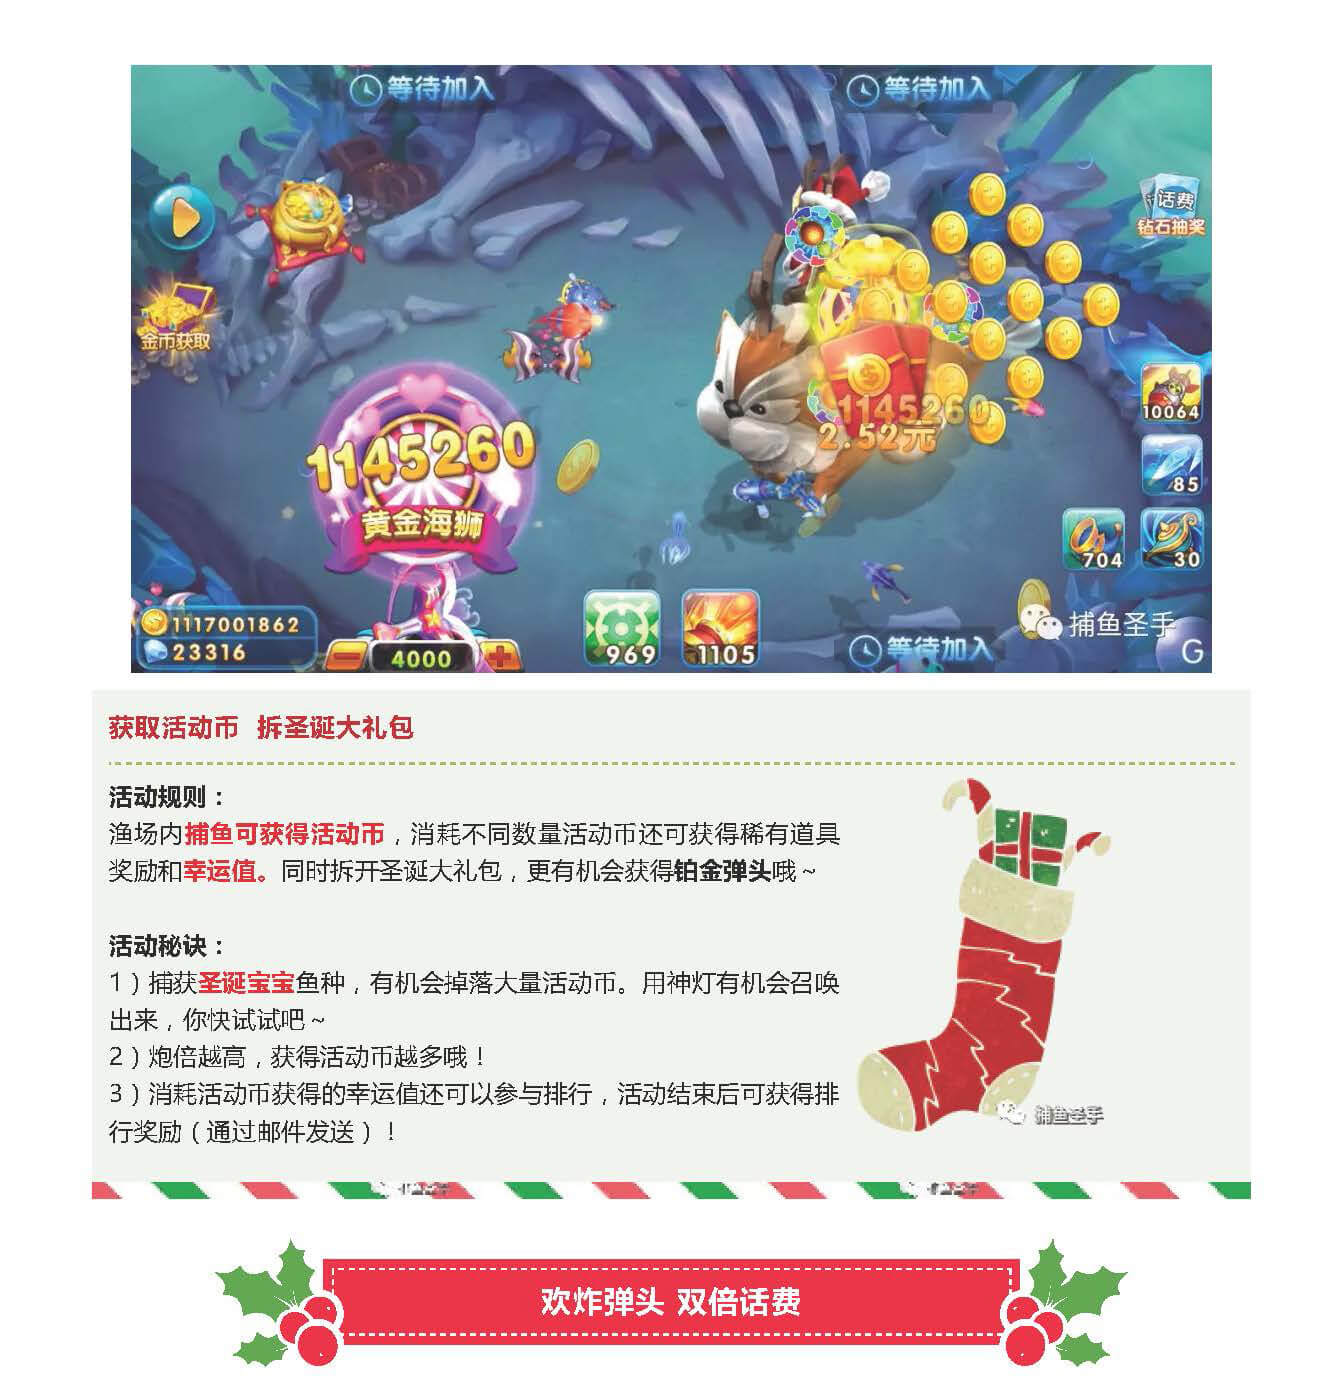 等待加入
等待加入
话费
钻石抽奖
金币获取
1145260
2.52元
10064
1145260
黄金海狮
85
704
30
1117001862
23316
4000
969
1105
等待加入
捕鱼圣手
G
获取活动币 拆圣诞大礼包
活动规则：
渔场内捕鱼可获得活动币，消耗不同数量活动币还可获得稀有道具
奖励和幸运值。同时拆开圣诞大礼包，更有机会获得铂金弹头哦~
活动秘诀：
1）捕获圣诞宝宝鱼种，有机会掉落大量活动币。用神灯有机会召唤
出来，你快试试吧~
2）炮倍越高，获得活动币越多哦！
3）消耗活动币获得的幸运值还可以参与排行，活动结束后可获得排
行奖励（通过邮件发送）！
捕鱼圣手
欢炸弹头 双倍话费